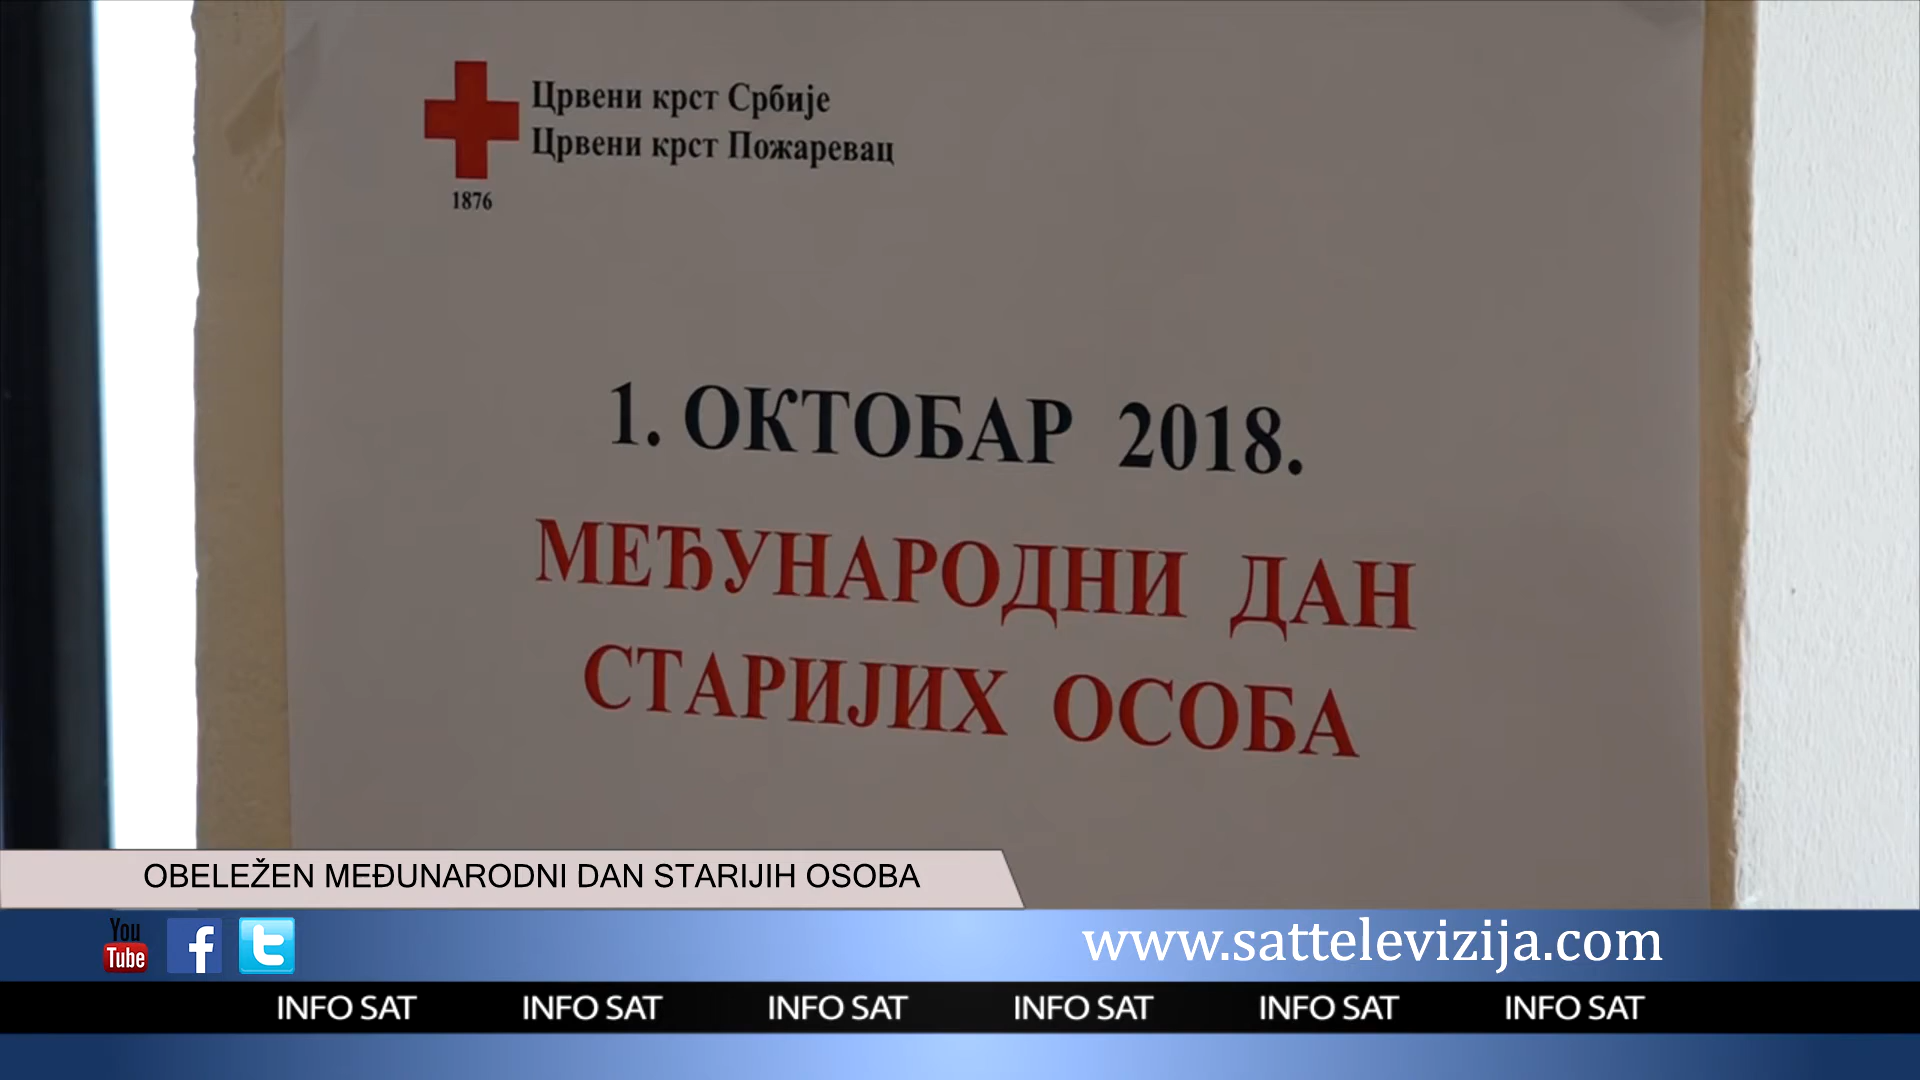 Црвени крст Србије
Црвени крст Пожаревац
1876
1. ОКТОБАР 2018.
МЕЂУНАРОДНИ ДАН
СТАРИЈИХ ОСОБА
OBELEŽEN MEĐUNARODNI DAN STARIJIH OSOBA
You
Tube
www.sattelevizija.com
INFO SAT INFO SAT INFO SAT INFO SAT INFO SAT INFO SAT